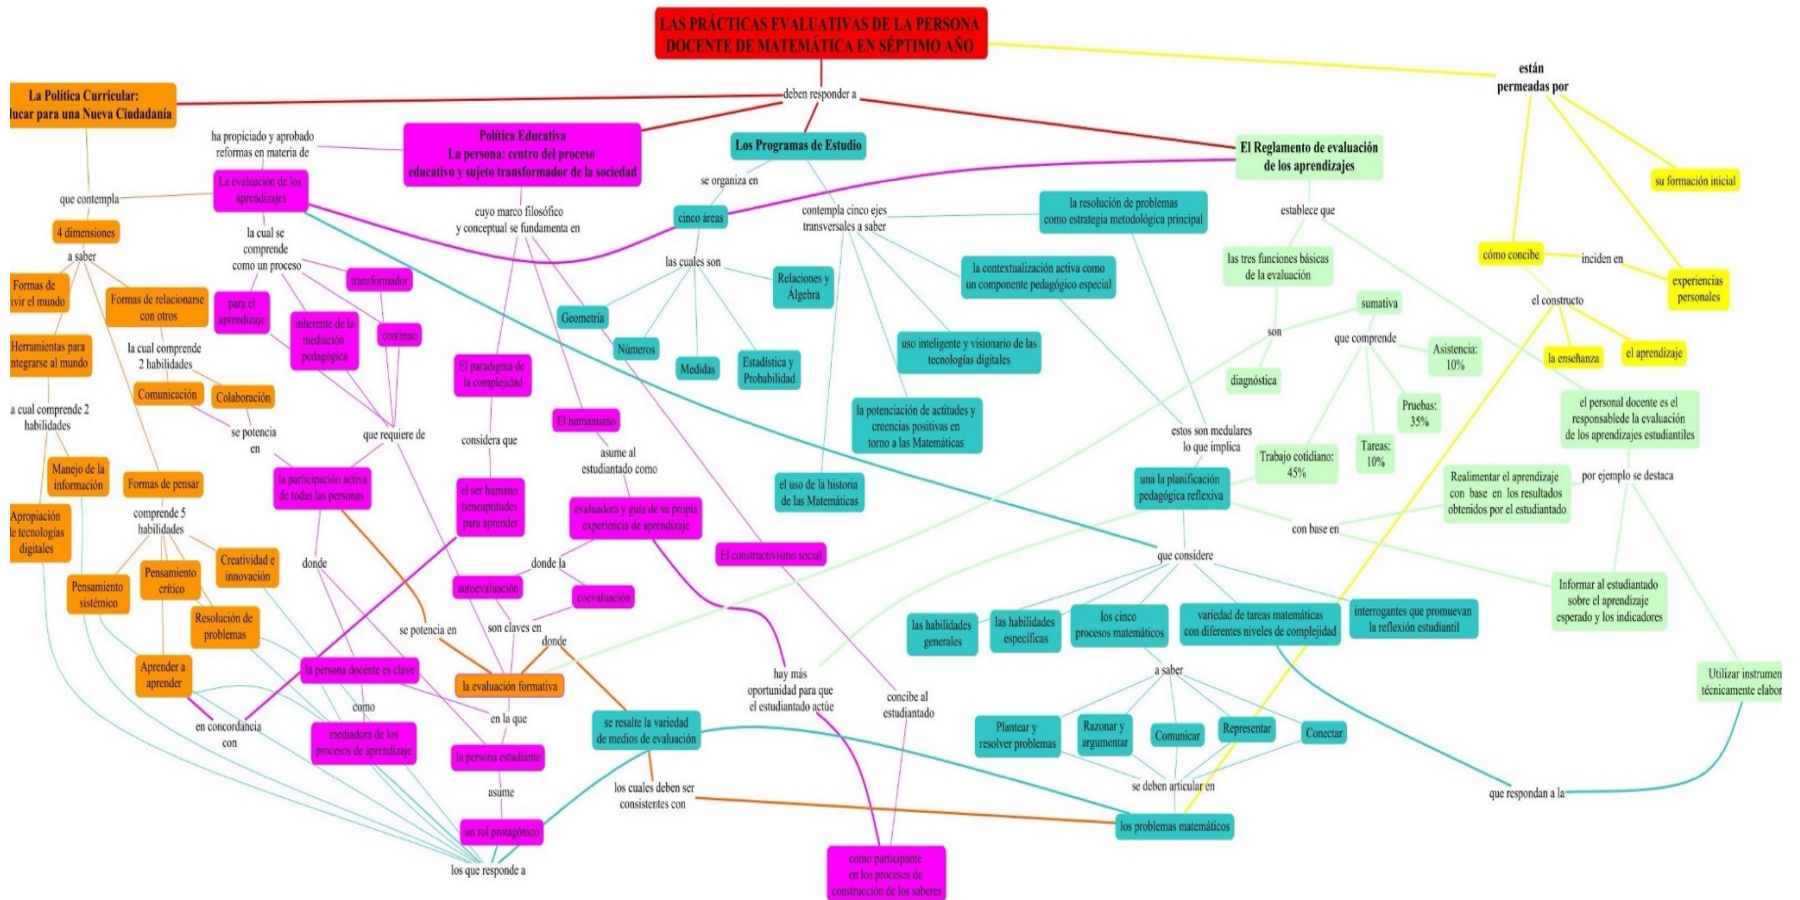 LAS PRÁCTICAS EVALUATIVAS DE LA PERSONA
DOCENTE DE MATEMÁTICA EN SÉPTIMO AÑO
están
permeadas por
deben responder a
La Política Curricular:
ucar para una Nueva Ciudadanía
ha propiciado y aprobado
reformas en materia de
Política Educativa
La persona: centro del proceso
educativo y sujeto transformador de la sociedad
Los Programas de Estudio
El Reglamento de evaluación
de los aprendizajes
su formación inicial
que contempla
La evaluación de los
aprendizajes
se organiza en
cuyo marco filosófico
y conceptual se fundamenta en
cinco áreas
contempla cinco ejes
transversales a saber
la resolución de problemas
como estrategia metodológica principal
establece que
4 dimensiones
a saber
la cual se
comprende
como un proceso
las cuales son
las tres funciones básicas
de la evaluación
cómo concibe
inciden en
experiencias
personales
Formas de
ivir el mundo
Formas de relacionarse
con otros
para el
aprendizaje
transformador
inherente de la
mediación
pedagógica
continuo
Relaciones y
Álgebra
la contextualización activa como
un componente pedagógico especial
sumativa
el constructo
Geometría
Números
Medidas
Estadística y
Probabilidad
uso inteligente y visionario de las
tecnologías digitales
son
que comprende
Asistencia:
10%
la enseñanza
el aprendizaje
Herramientas para
ntegrarse al mundo
la cual comprende
2 habilidades
Comunicación
Colaboración
El paradigma de
la complejidad
diagnóstica
Pruebas:
35%
el personal docente es el
responsablede la evaluación
de los aprendizajes estudiantiles
a cual comprende 2
habilidades
se potencia
en
que requiere de
considera que
El humanismo
la potenciación de actitudes y
creencias positivas en
torno a las Matemáticas
estos son medulares
lo que implica
Trabajo cotidiano:
45%
Tareas:
10%
Manejo de la
información
Formas de pensar
la participación activa
de todas las personas
asume al
estudiantado como
el uso de la historia
de las Matemáticas
una la planificación
pedagógica reflexiva
Realimentar el aprendizaje
con base en los resultados
obtenidos por el estudiantado
por ejemplo se destaca
Apropiación
de tecnologías
digitales
comprende 5
habilidades
el ser humano
tieneaptitudes
para aprender
evaluadora y guía de su propia
experiencia de aprendizaje
con base en
Pensamiento
sistémico
Pensamiento
crítico
Creatividad e
innovación
donde
donde la
El constructivismo social
que considere
Resolución de
problemas
autoevaluación
coevaluación
las habilidades
generales
las habilidades
específicas
los cinco
procesos matemáticos
variedad de tareas matemáticas
con diferentes niveles de complejidad
interrogantes que promuevan
la reflexión estudiantil
Informar al estudiantado
sobre el aprendizaje
esperado y los indicadores
se potencia en
son claves en
donde
Aprender a
aprender
la persona docente es clave
la evaluación formativa
hay más
oportunidad para que
el estudiantado actúe
concibe al
estudiantado
a saber
Utilizar instrumen
técnicamente elabor
en concordancia
con
como
mediadora de los
procesos de aprendizaje
en la que
la persona estudiante
se resalte la variedad
de medios de evaluación
Plantear y
resolver problemas
Razonar y
argumentar
Comunicar
Representar
Conectar
asume
los cuales deben ser
consistentes con
se deben articular en
que respondan a la
un rol protagónico
los problemas matemáticos
los que responde a
como participante
en los procesos de
construcción de los saberes